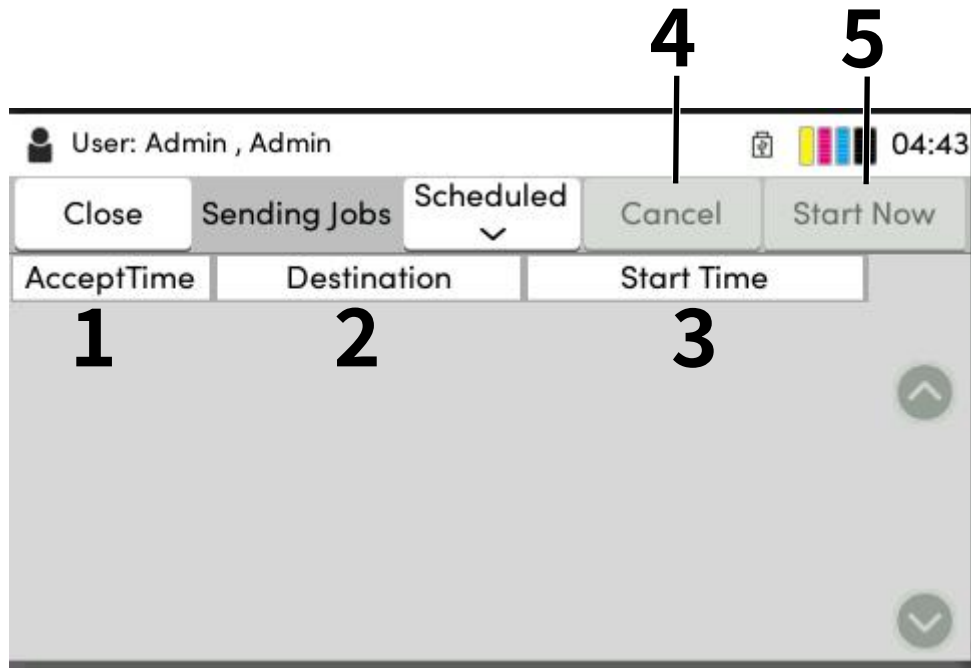 4 5
User: Admin , Admin 04:43
Close Sending Jobs Scheduled Cancel Start Now
AcceptTime Destination Start Time
1 2 3